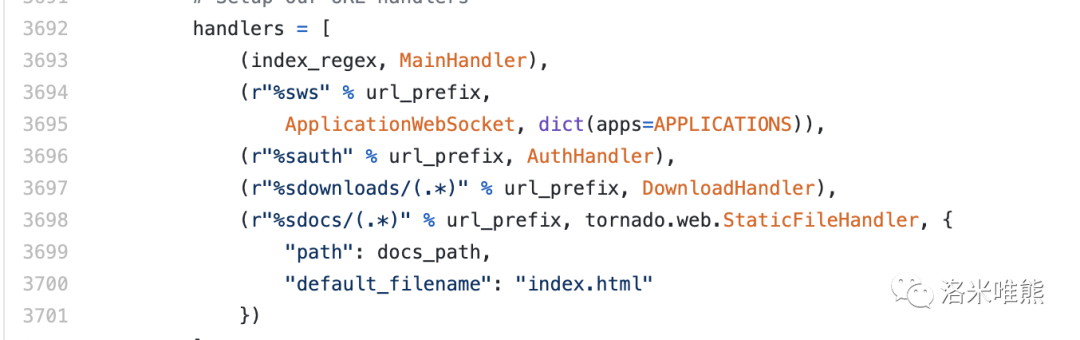 3691 # Setup our URL handlers
3692 handlers = [
3693 (index_regex, MainHandler),
3694 (r"%sws" % url_prefix,
3695 ApplicationWebSocket, dict(apps=APPLICATIONS)),
3696 (r"%sauth" % url_prefix, AuthHandler),
3697 (r"%sdownloads/(.*)" % url_prefix, DownloadHandler),
3698 (r"%sdocs/(.*)" % url_prefix, tornado.web.StaticFileHandler, {
3699 "path": docs_path,
3700 "default_filename": "index.html"
3701 })
洛米唯熊